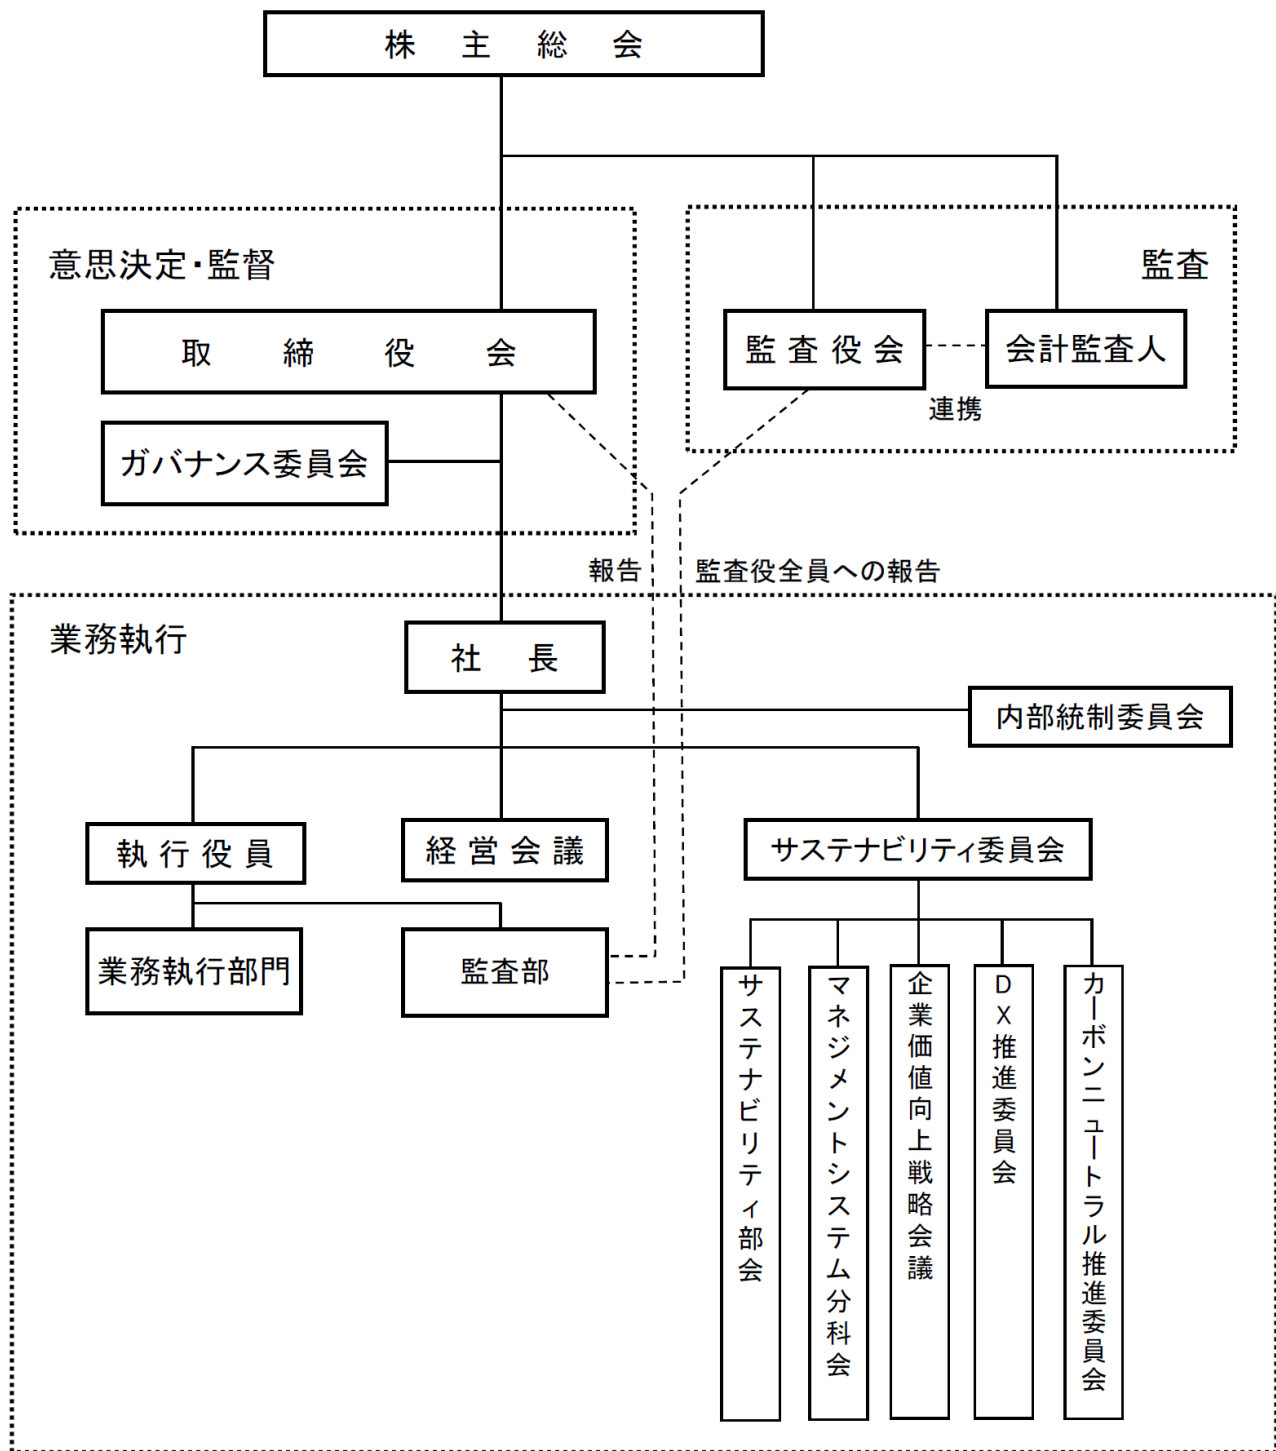 株主総会
意思決定・監督
監査
取締役会
監査役会
会計監査人
連携
ガバナンス委員会
報告
監査役全員への報告
業務執行
社長
内部統制委員会
執行役員
経営会議
サステナビリティ委員会
業務執行部門
監査部
サステナビリティ部会
マネジメントシステム分科会
企業価値向上戦略会議
DX推進委員会
カーボンニュートラル推進委員会